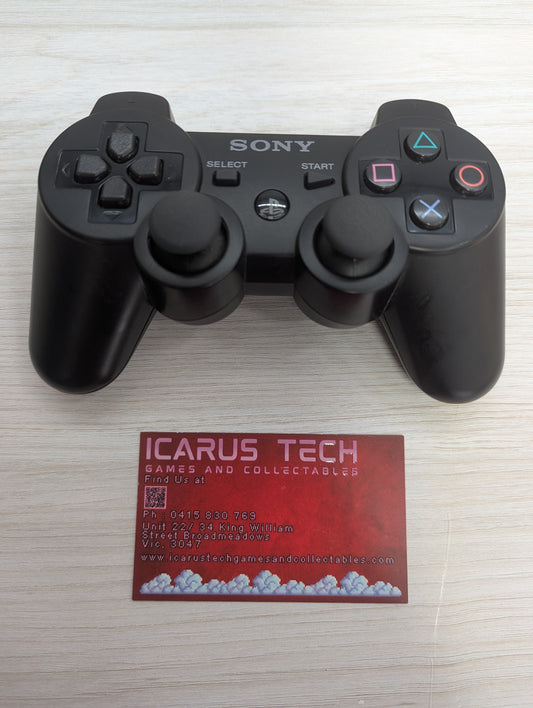 SONY
SELECT
START
ICARUS TECH
GAMES AND COLLECTABLES
Find Us at
Ph : 0415 830 769
Unit 22/ 34 King William
Street Broadmeadows
Vic, 3047
www.icarustechgamesandcollectables.com